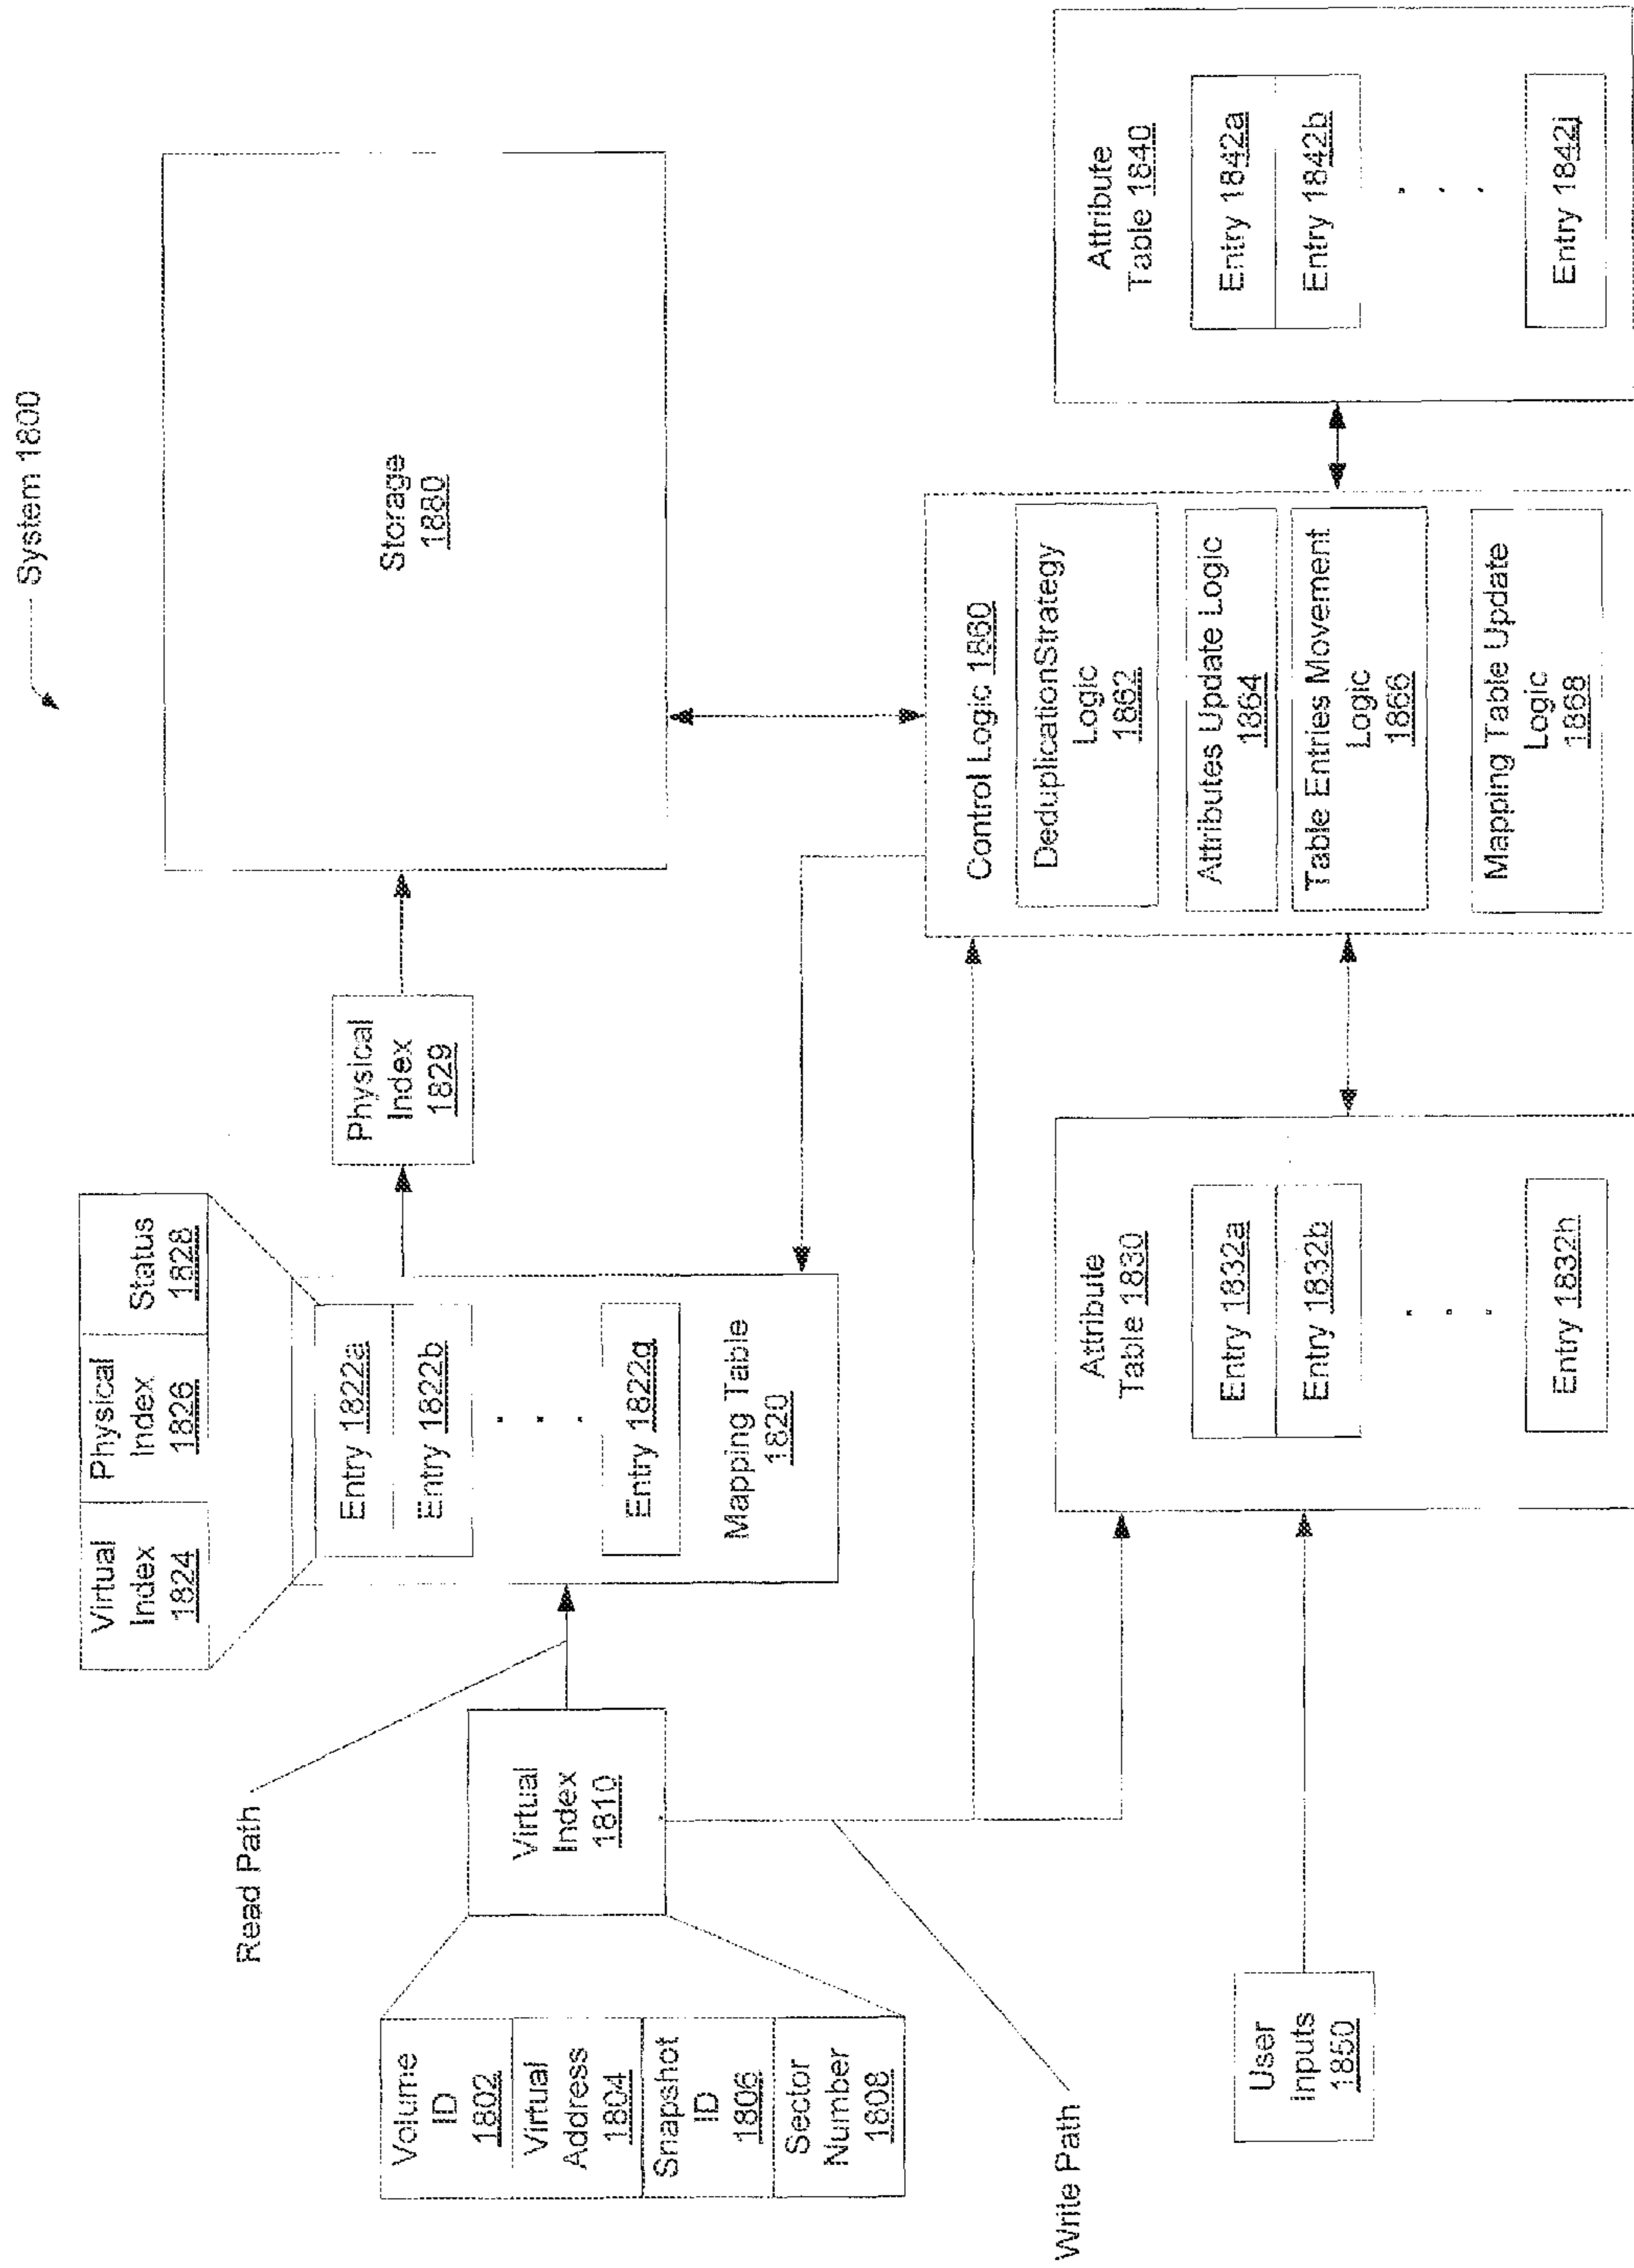 System 1800
Virtual
Index
1824
Physical
Index
1826
Status
1828
Read Path
Volume
ID
1802
Virtual
Address
1804
Snapshot
ID
1806
Sector
Number
1808
Virtual
Index
1810
Entry 1822a
Entry 1822b
Entry 1822g
Mapping Table
1820
Physical
Index
1829
Storage
1880
Write Path
User
Inputs
1850
Attribute
Table 1830
Entry 1832a
Entry 1832b
Entry 1832h
Control Logic 1860
DeduplicationStrategy
Logic
1862
Attributes Update Logic
1864
Table Entries Movement
Logic
1866
Mapping Table Update
Logic
1868
Attribute
Table 1840
Entry 1842a
Entry 1842b
Entry 1842j